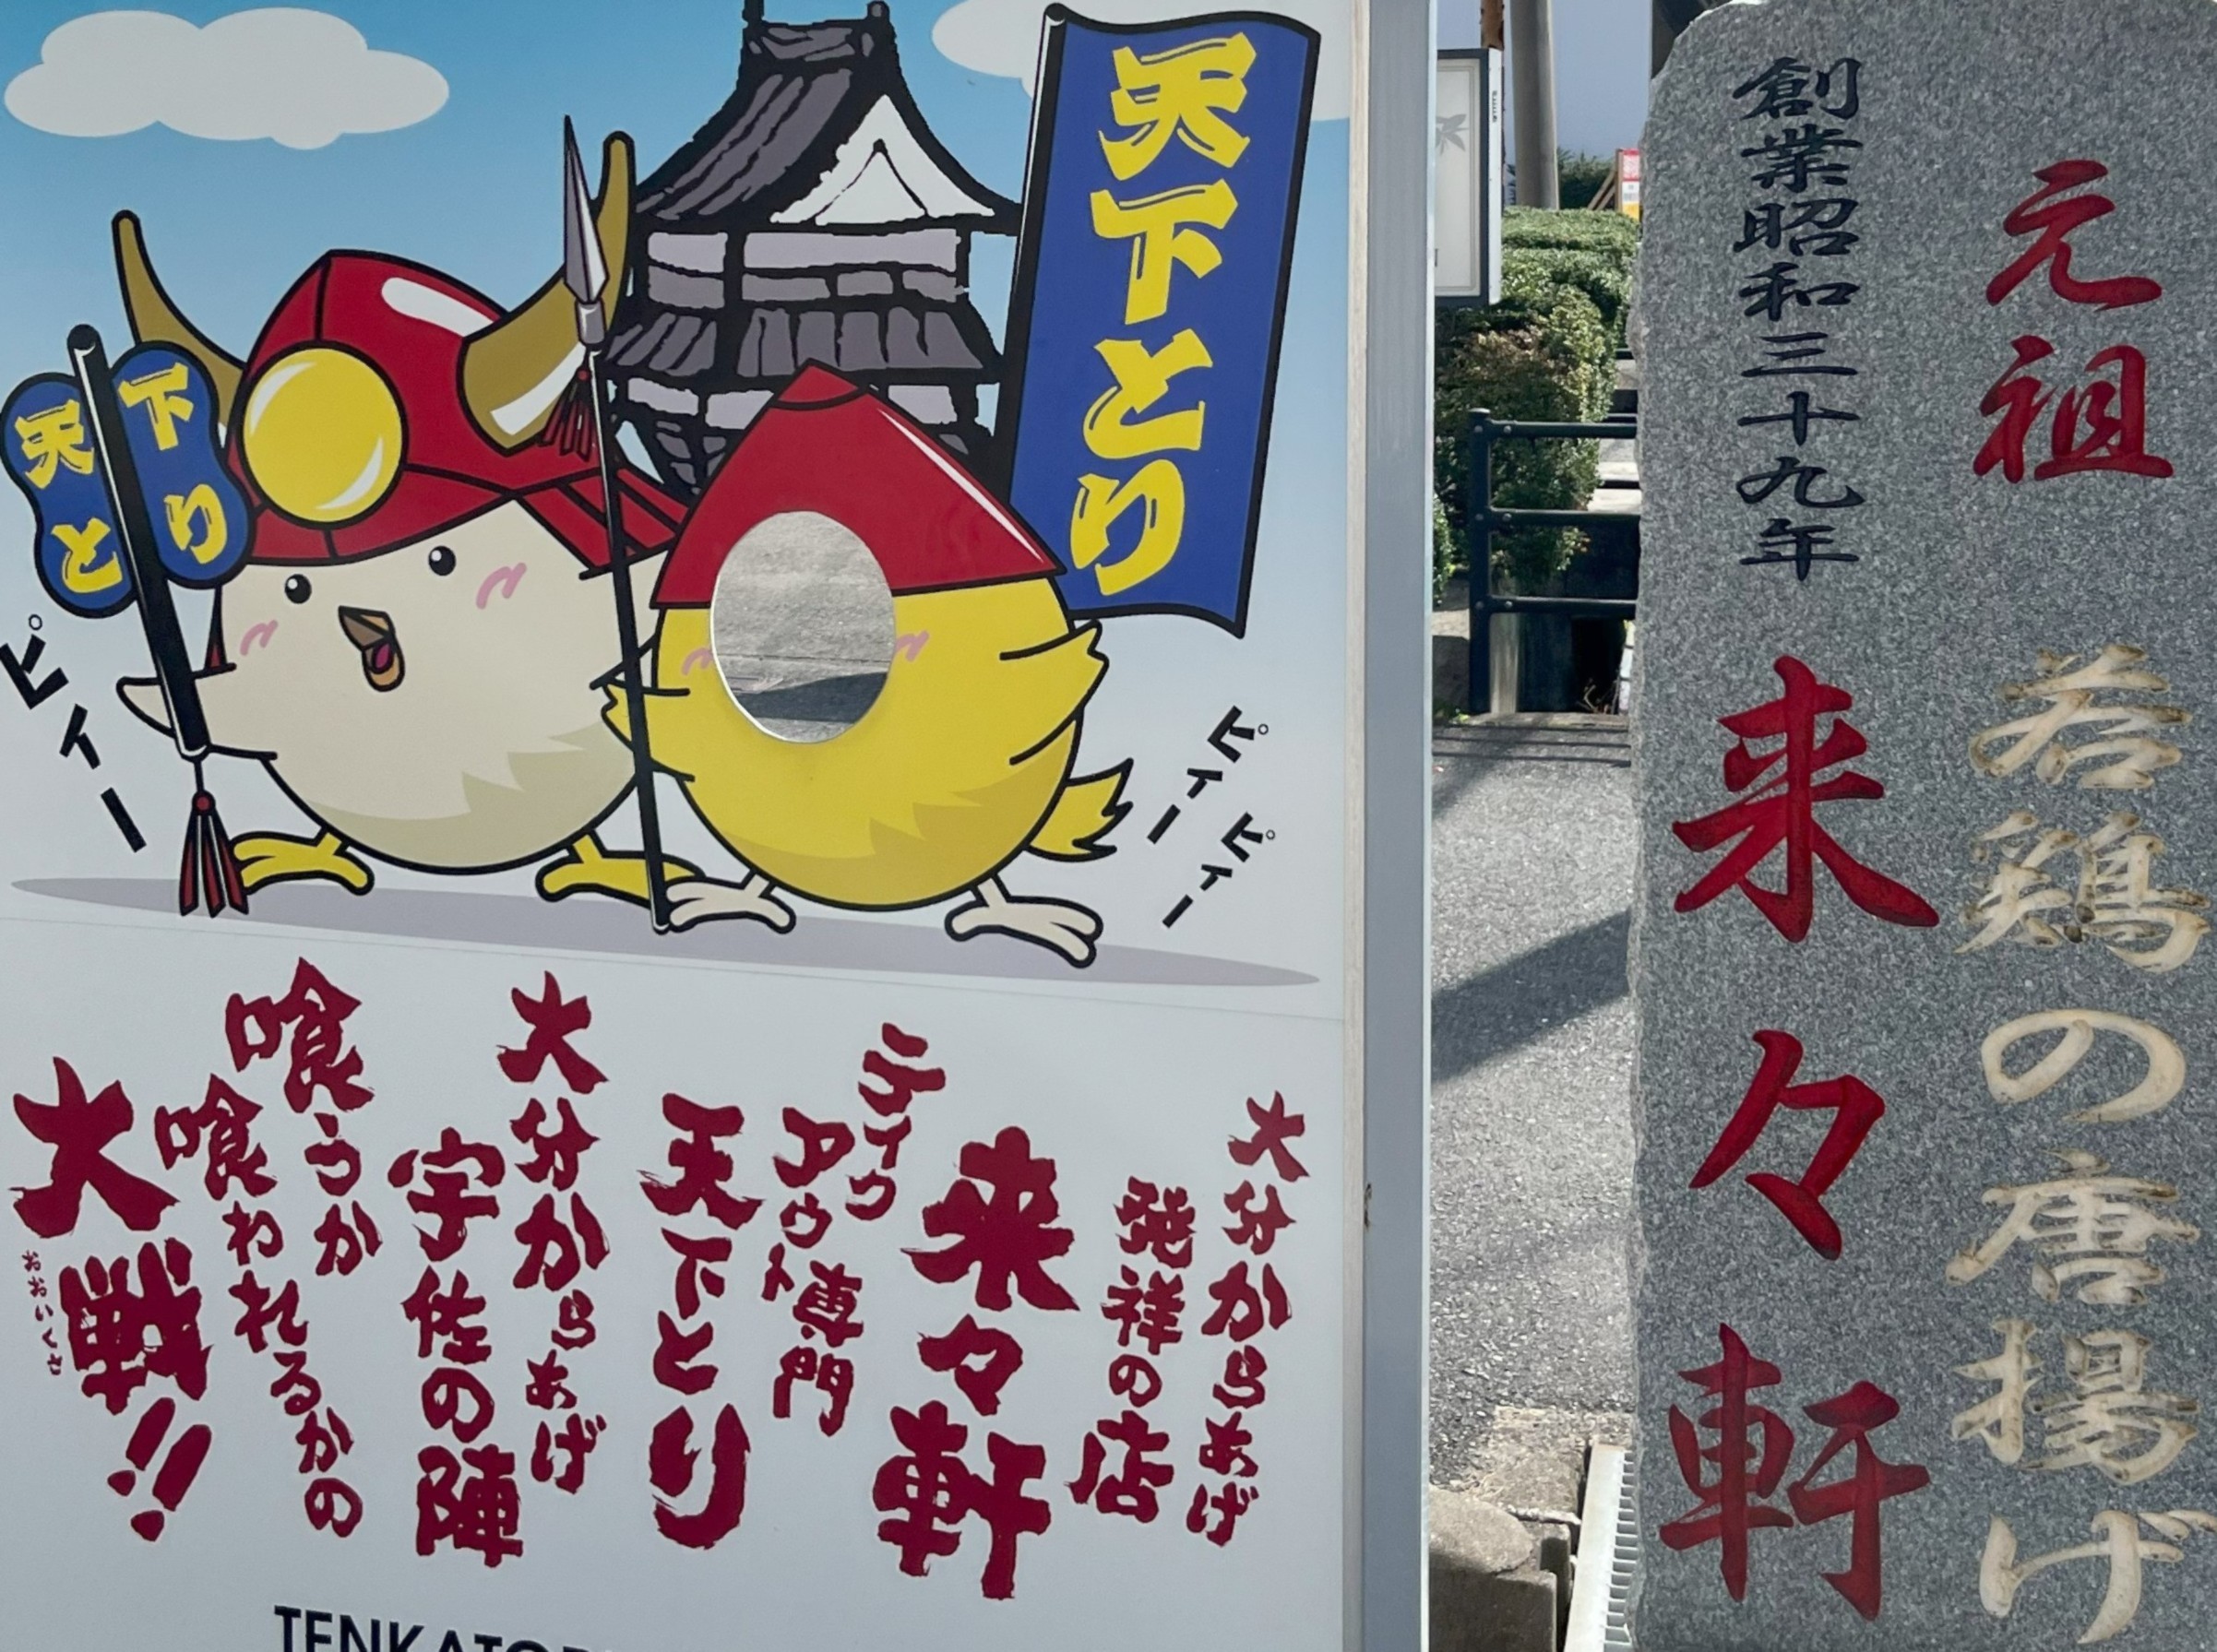 天下とり
天と
下り
ピィー
ピィー
ピィー
大分からあげ
発祥の店
来々軒
テイク
アウト専門
天下とり
大分からあげ
宇佐の陣
喰うか
喰われるかの
大戦!!
おおいくさ
元祖 若鶏の唐揚げ
創業昭和三十九年
来々軒